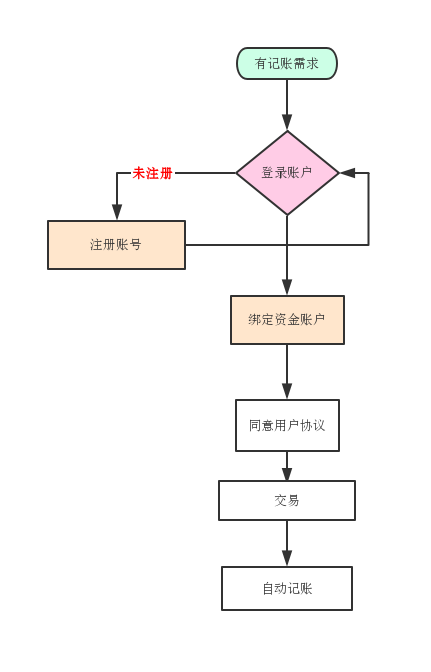 有记账需求
登录账户
未注册
注册账号
绑定资金账户
同意用户协议
交易
自动记账